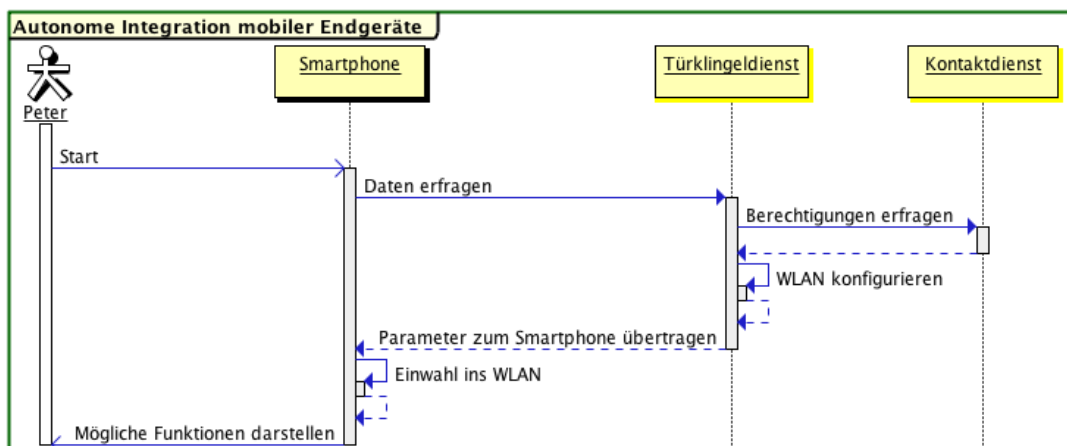 Autonome Integration mobiler Endgeräte
Smartphone
Türklingeldienst
Kontaktdienst
Peter
Start
Daten erfragen
Berechtigungen erfragen
WLAN konfigurieren
Parameter zum Smartphone übertragen
Einwahl ins WLAN
Mögliche Funktionen darstellen